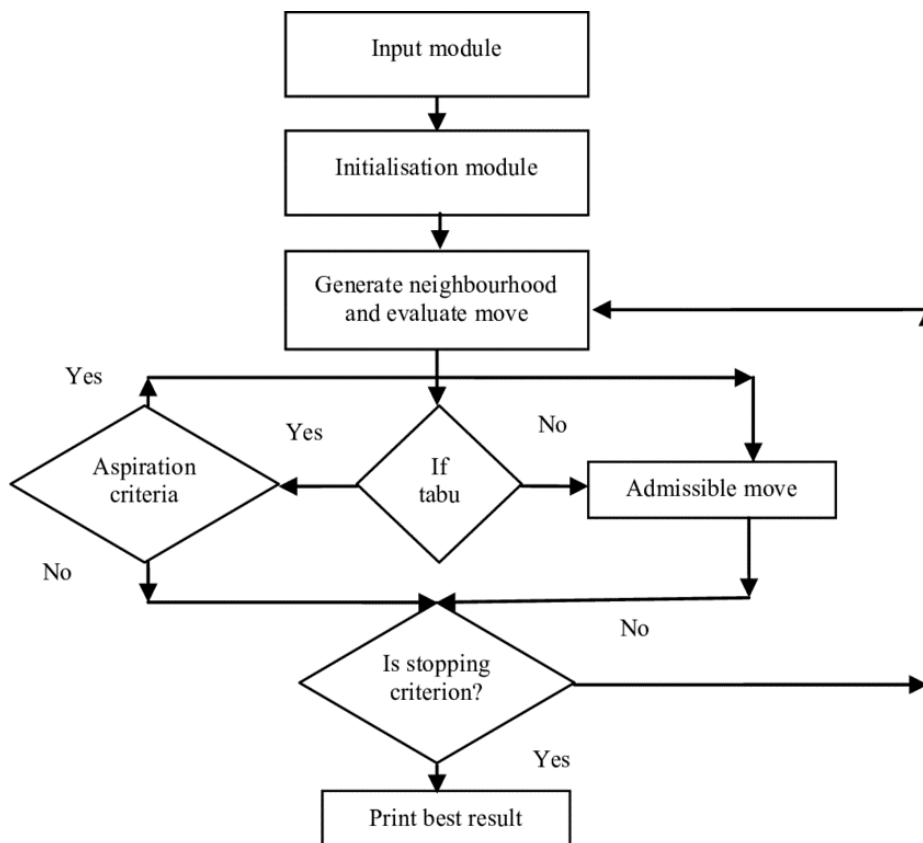 Input module
Initialisation module
Generate neighbourhood
and evaluate move
Yes
Yes
No
Aspiration
criteria
If
tabu
Admissible move
No
No
Is stopping
criterion?
Yes
Print best result